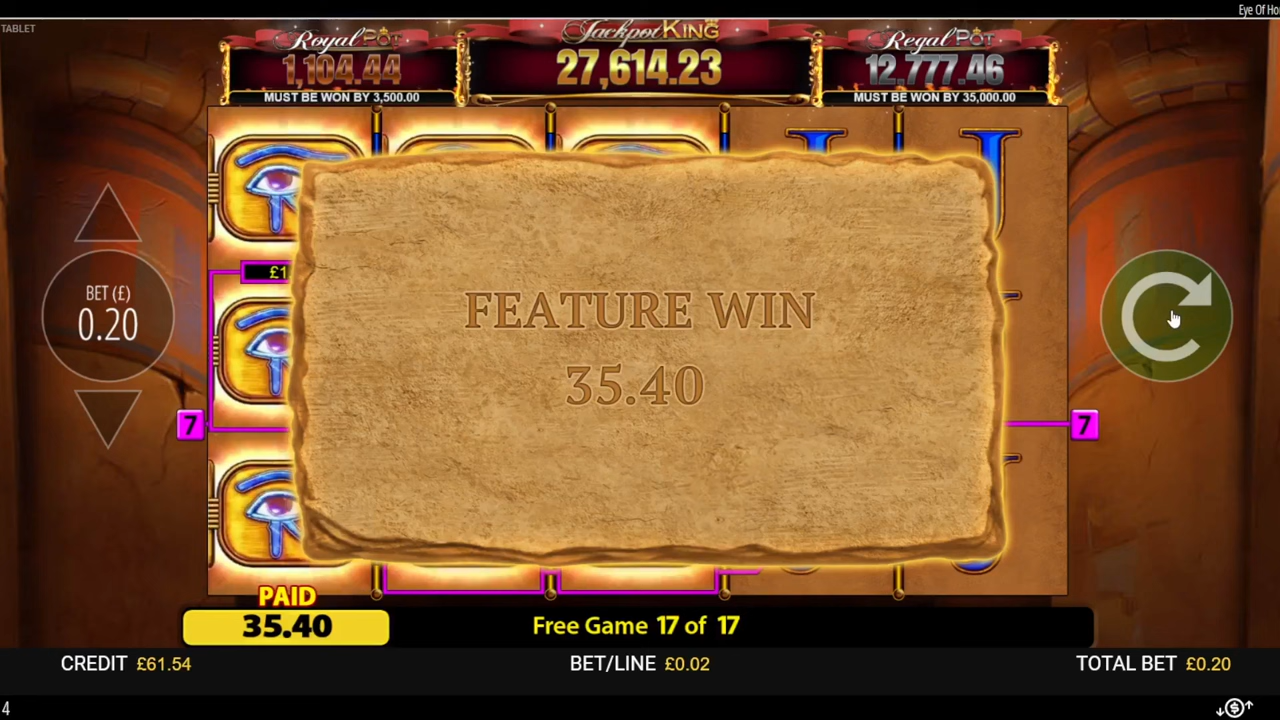 Eye Of Ho
TABLET
Royal POT
JackpotKING
Regal POT
1,104.44
27,614.23
12,777.46
MUST BE WON BY 3,500.00
MUST BE WON BY 35,000.00
£1
BET (£)
0.20
FEATURE WIN
35.40
7
7
PAID
35.40
Free Game 17 of 17
CREDIT £61.54
BET/LINE £0.02
TOTAL BET £0.20
4